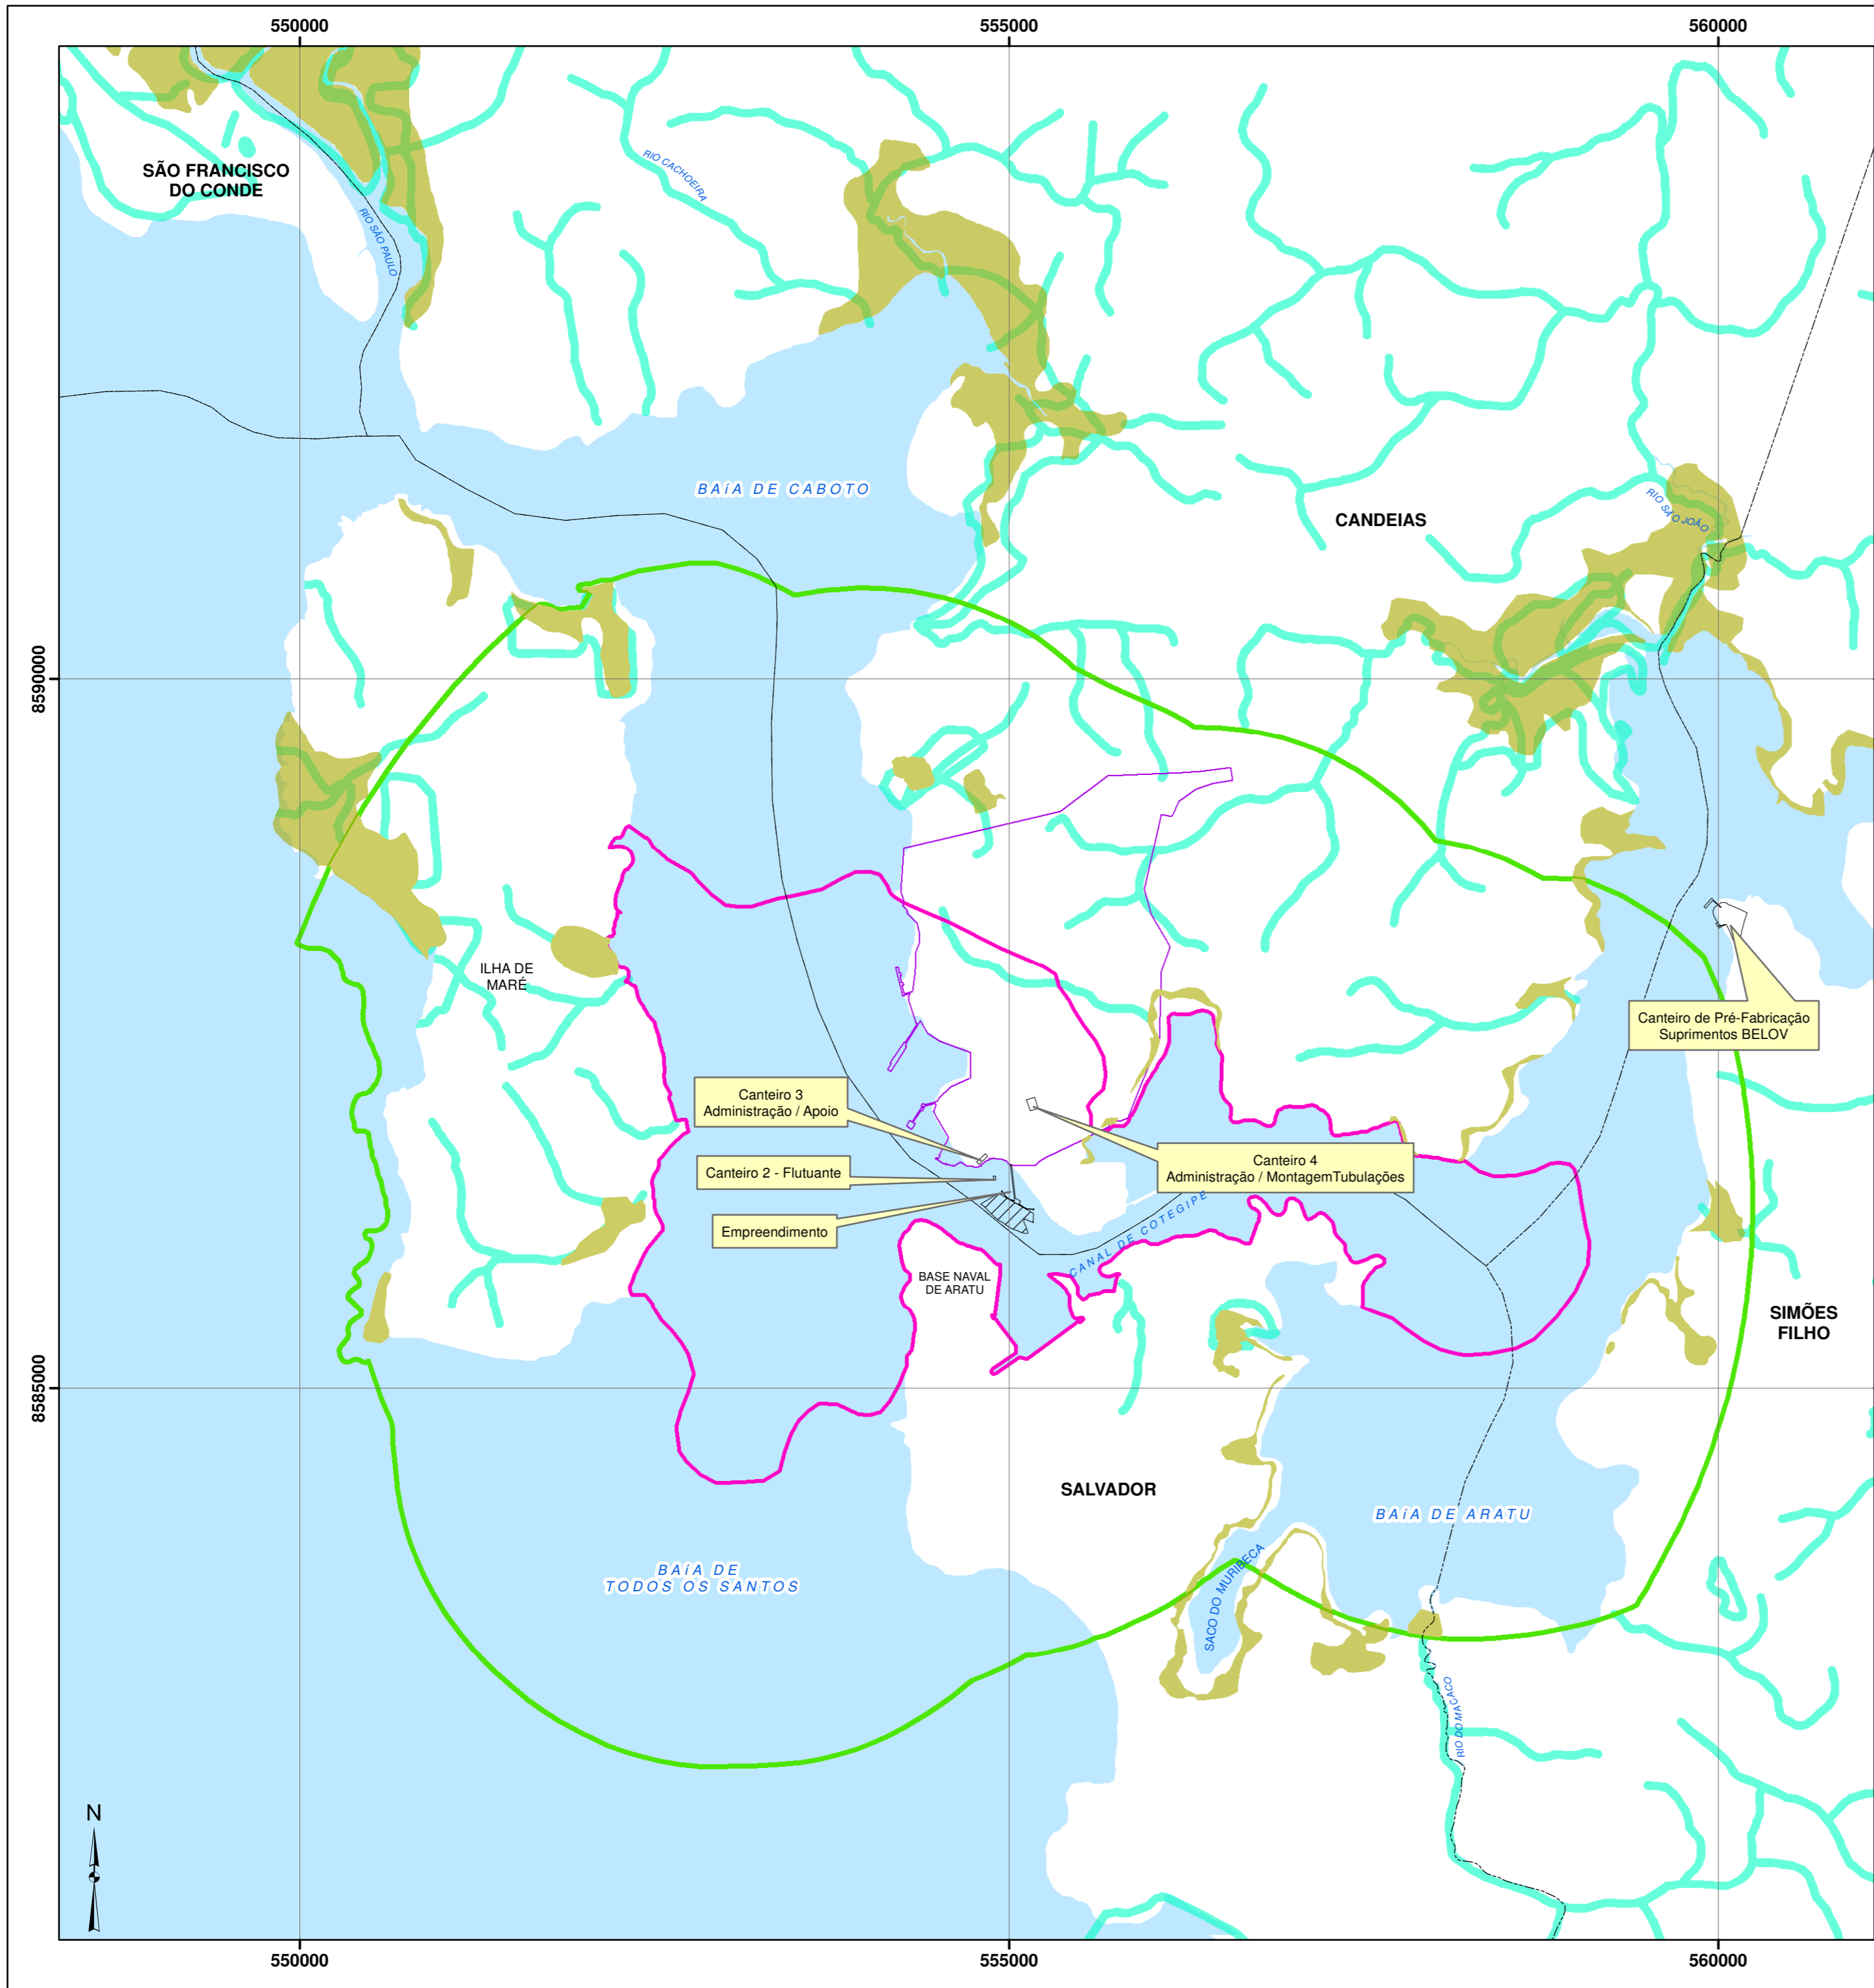 550000
555000
560000
SÃO FRANCISCO
DO CONDE
RIO SÃO PAULO
RIO CACHOEIRA
BAÍA DE CABOTO
CANDEIAS
RIO SÃO JOÃO
8590000
ILHA DE
MARÉ
Canteiro de Pré-Fabricação
Suprimentos BELOV
Canteiro 3
Administração / Apoio
Canteiro 2 - Flutuante
Canteiro 4
Administração / MontagemTubulações
Empreendimento
CANAL DE COTEGIPE
BASE NAVAL
DE ARATU
SIMÕES
FILHO
8585000
SALVADOR
BAÍA DE ARATU
BAÍA DE
TODOS OS SANTOS
SACO DO MURIBECA
RIO DO MACACO
N
550000
555000
560000